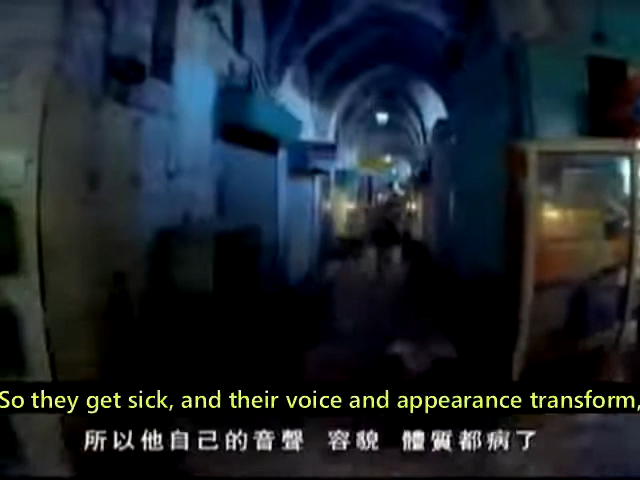 So they get sick, and their voice and appearance transform,
所以他自己的音聲 容貌 體質都病了